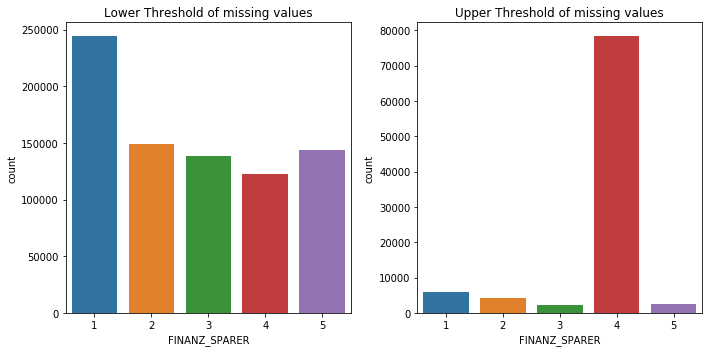 Lower Threshold of missing values
250000
200000
150000
100000
50000
0
count
1 2 3 4 5
FINANZ_SPARER
Upper Threshold of missing values
80000
70000
60000
50000
40000
30000
20000
10000
0
count
1 2 3 4 5
FINANZ_SPARER